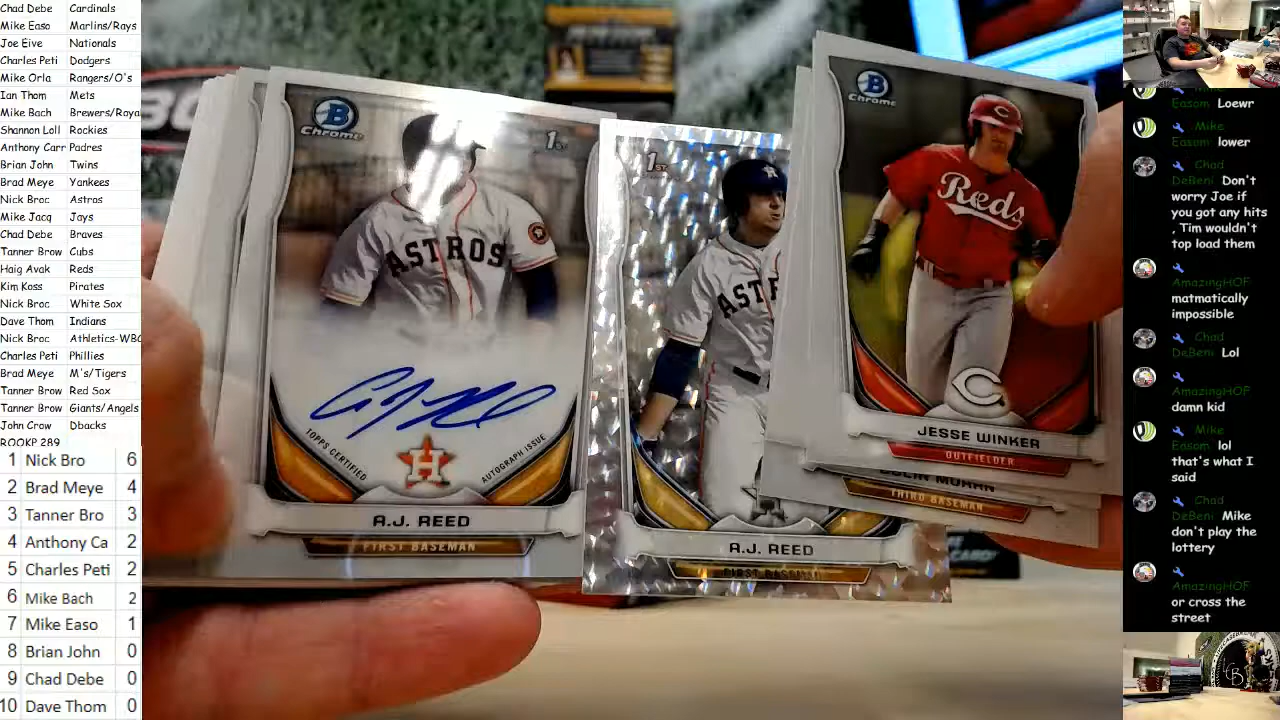 Chad Debe Cardinals
Mike Easo Marlins/Rays
Joe Eive Nationals
Charles Peti Dodgers
Mike Orla Rangers/O's
Ian Thom Mets
Mike Bach Brewers/Roya
Shannon Loll Rockies
Anthony Carr Padres
Brian John Twins
Brad Meye Yankees
Nick Broc Astros
Mike Jacq Jays
Chad Debe Braves
Tanner Brow Cubs
Haig Avak Reds
Kim Koss Pirates
Nick Broc White Sox
Dave Thom Indians
Nick Broc Athletics-WBC
Charles Peti Phillies
Brad Meye M's/Tigers
Tanner Brow Red Sox
Tanner Brow Giants/Angels
John Crow Dbacks
1 Nick Bro 6
2 Brad Meye 4
3 Tanner Bro 3
4 Anthony Ca 2
5 Charles Peti 2
6 Mike Bach 2
7 Mike Easo 1
8 Brian John 0
9 Chad Debe 0
10 Dave Thom 0
B
Chrome
1st
ASTROS
TOPPS CERTIFIED
AUTOGRAPH ISSUE
H
A.J. REED
FIRST BASEMAN
1st
A.J. REED
FIRST BASEMAN
B
Chrome
C
Reds
C
JESSE WINKER
OUTFIELDER
THIRD BASEMAN
Mike
Easom Loewr
Mike
Easom lower
Chad
DeBeni Don't
worry Joe if
you got any hits
, Tim wouldn't
top load them
AmazingHOF
matmatically
impossible
Chad
DeBeni Lol
AmazingHOF
damn kid
Mike
Easom lol
that's what I
said
Chad
DeBeni Mike
don't play the
lottery
AmazingHOF
or cross the
street